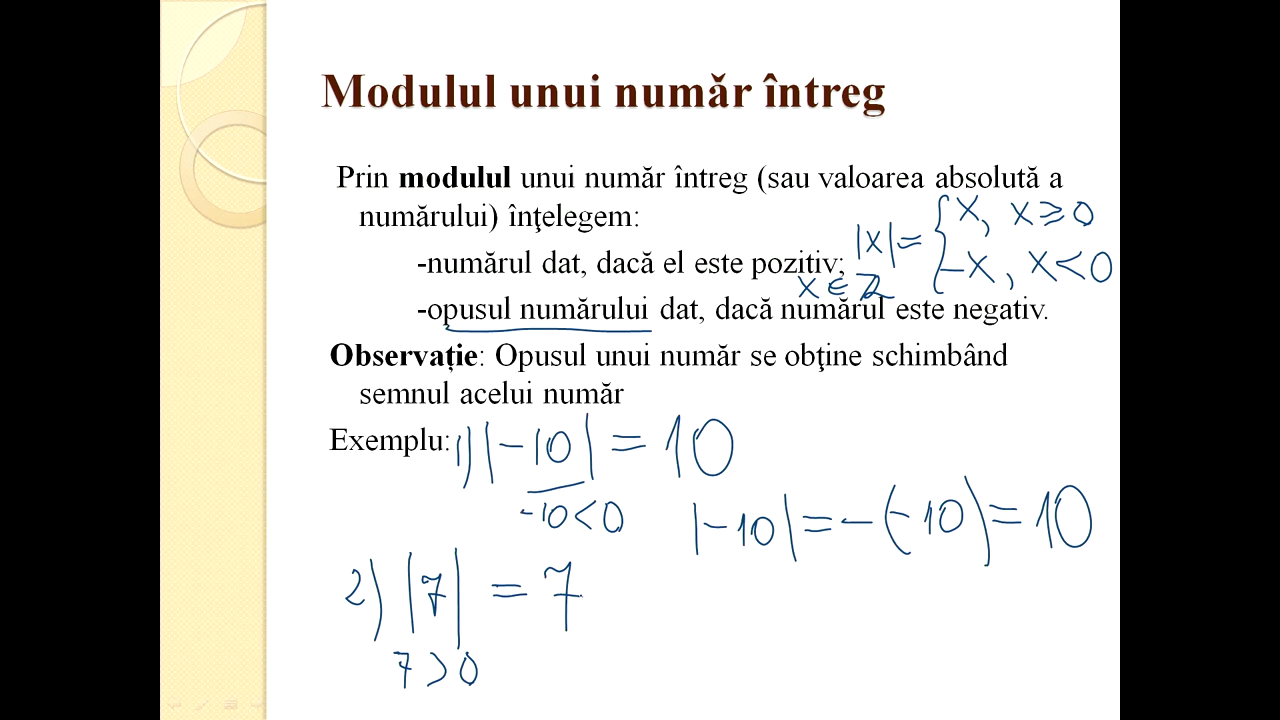 Modulul unui număr întreg
Prin modulul unui număr întreg (sau valoarea absolută a
numărului) înţelegem:
|x| = { x, x ≥ 0
-x, x < 0
-numărul dat, dacă el este pozitiv;
x ∈ ℤ
-opusul numărului dat, dacă numărul este negativ.
Observație: Opusul unui număr se obţine schimbând
semnul acelui număr
Exemplu: 1) |-10| = 10
-10 < 0
|-10| = -(-10) = 10
2) |7| = 7
7 > 0